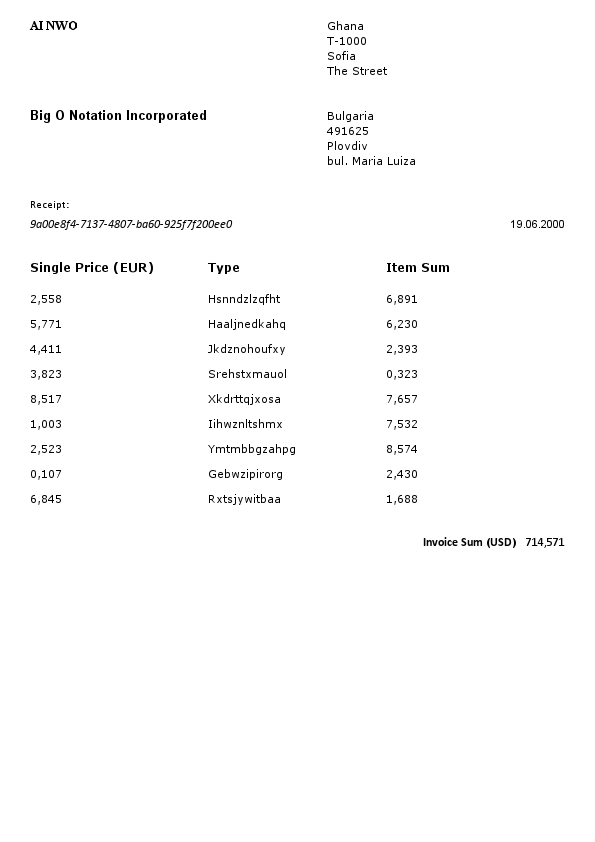 AI NWO
Ghana
T-1000
Sofia
The Street
Big O Notation Incorporated
Bulgaria
491625
Plovdiv
bul. Maria Luiza
Receipt:
9a00e8f4-7137-4807-ba60-925f7f200ee0 19.06.2000
Single Price (EUR) Type Item Sum
2,558 Hsnndzlzqfht 6,891
5,771 Haaljnedkahq 6,230
4,411 Jkdznohoufxy 2,393
3,823 Srehstxmauol 0,323
8,517 Xkdrttqjxosa 7,657
1,003 Iihwznltshmx 7,532
2,523 Ymtmbbgzahpg 8,574
0,107 Gebwzipirorg 2,430
6,845 Rxtsjywitbaa 1,688
Invoice Sum (USD) 714,571